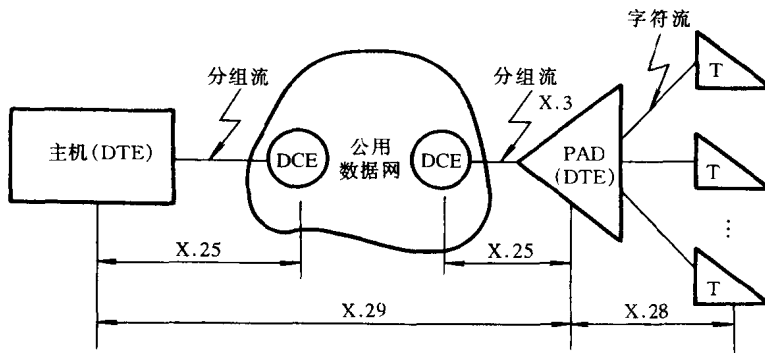 字符流
T
分组流
分组流
X.3
主机(DTE)
DCE
公用
数据网
DCE
PAD
(DTE)
T
⋮
X.25
X.25
T
X.29
X.28